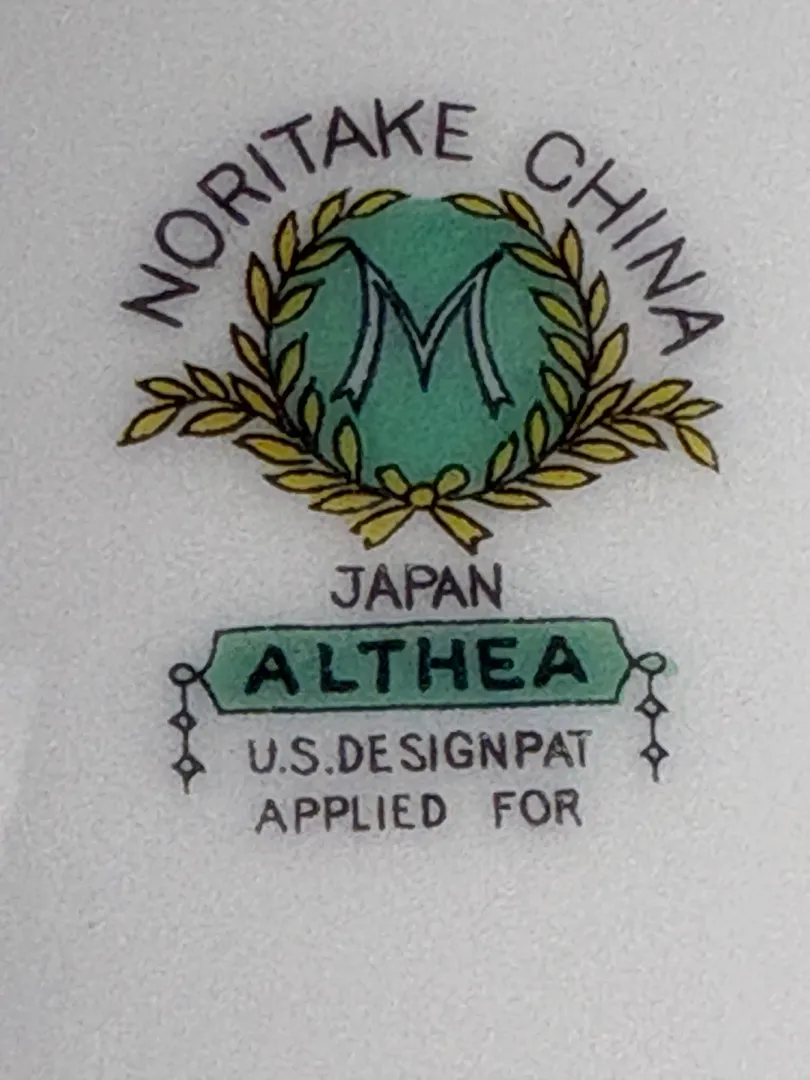 NORITAKE CHINA
M
JAPAN
ALTHEA
U.S.DESIGNPAT
APPLIED FOR